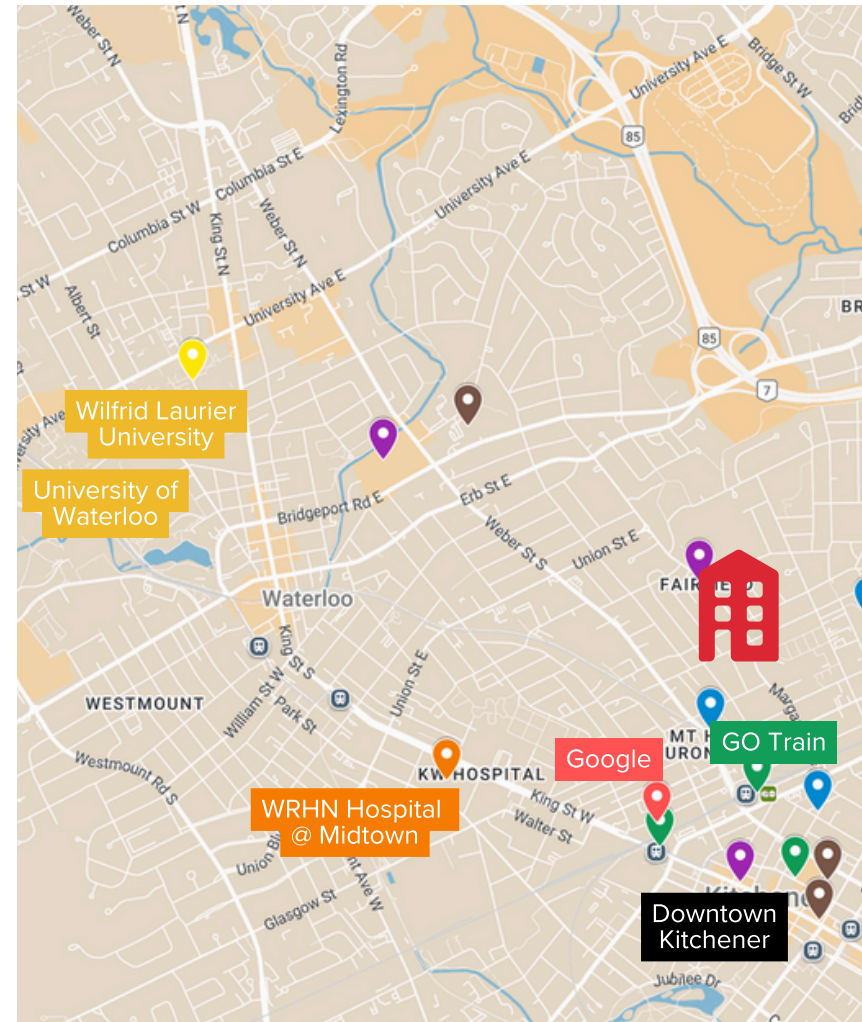 Weber St N
Lexington Rd
University Ave E
Bridge St W
85
Columbia St E
Columbia St W
King St N
Weber St N
University Ave E
St W
Albert St
University Ave E
85
7
Wilfrid Laurier
University
University of
Waterloo
Bridgeport Rd E
Erb St E
Weber St S
Union St E
Waterloo
King St S
Union St E
WESTMOUNT
William St W
Park St
Westmount Rd S
MT H
GO Train
Google
KW HOSPITAL
King St W
Walter St
WRHN Hospital
@ Midtown
Glasgow St
GO
Downtown
Kitchener
Jubilee Dr